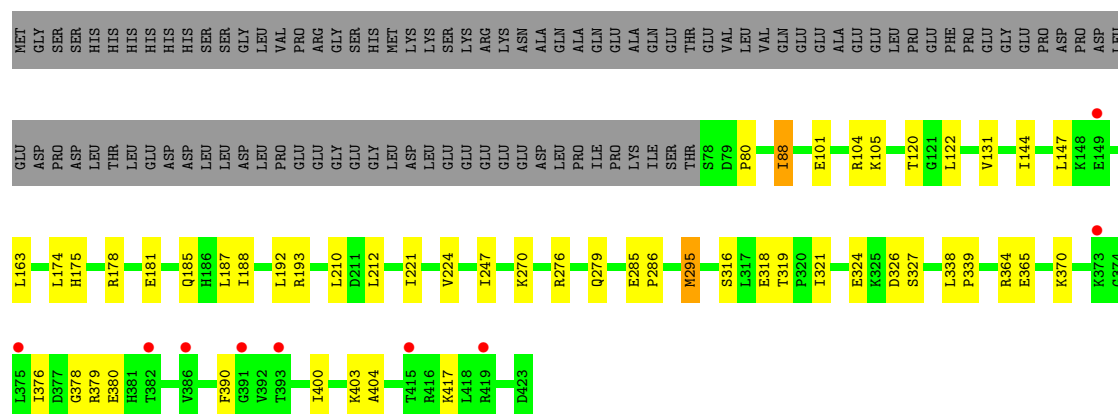 MET GLY SER SER HIS HIS HIS HIS HIS HIS SER SER GLY LEU VAL PRO ARG GLY SER HIS MET LYS LYS SER LYS ARG LYS ASN ALA GLN ALA GLN GLU ALA GLN GLU THR GLU VAL LEU VAL GLN GLU GLU ALA GLU GLU LEU PRO GLU PHE PRO GLU GLY GLU PRO ASP PRO ASP LEU
GLU ASP PRO ASP LEU THR LEU GLU ASP ASP LEU LEU ASP LEU PRO GLU GLU GLY GLU GLY LEU ASP LEU GLU GLU GLU GLU GLU ASP LEU PRO ILE PRO LYS ILE SER THR S78 D79 P80 I88 E101 R104 K105 T120 G121 L122 V131 I144 L147 K148 E149
L163 L174 H175 R178 E181 Q185 H186 L187 I188 L192 R193 L210 D211 L212 I221 V224 I247 K270 R276 Q279 E285 P286 M295 S316 L317 E318 T319 P320 I321 E324 K325 D326 S327 L338 P339 R364 E365 K370 K373 G374
L375 I376 D377 G378 R379 E380 H381 T382 V386 F390 G391 V392 T393 I400 K403 A404 T415 R416 K417 L418 R419 D423